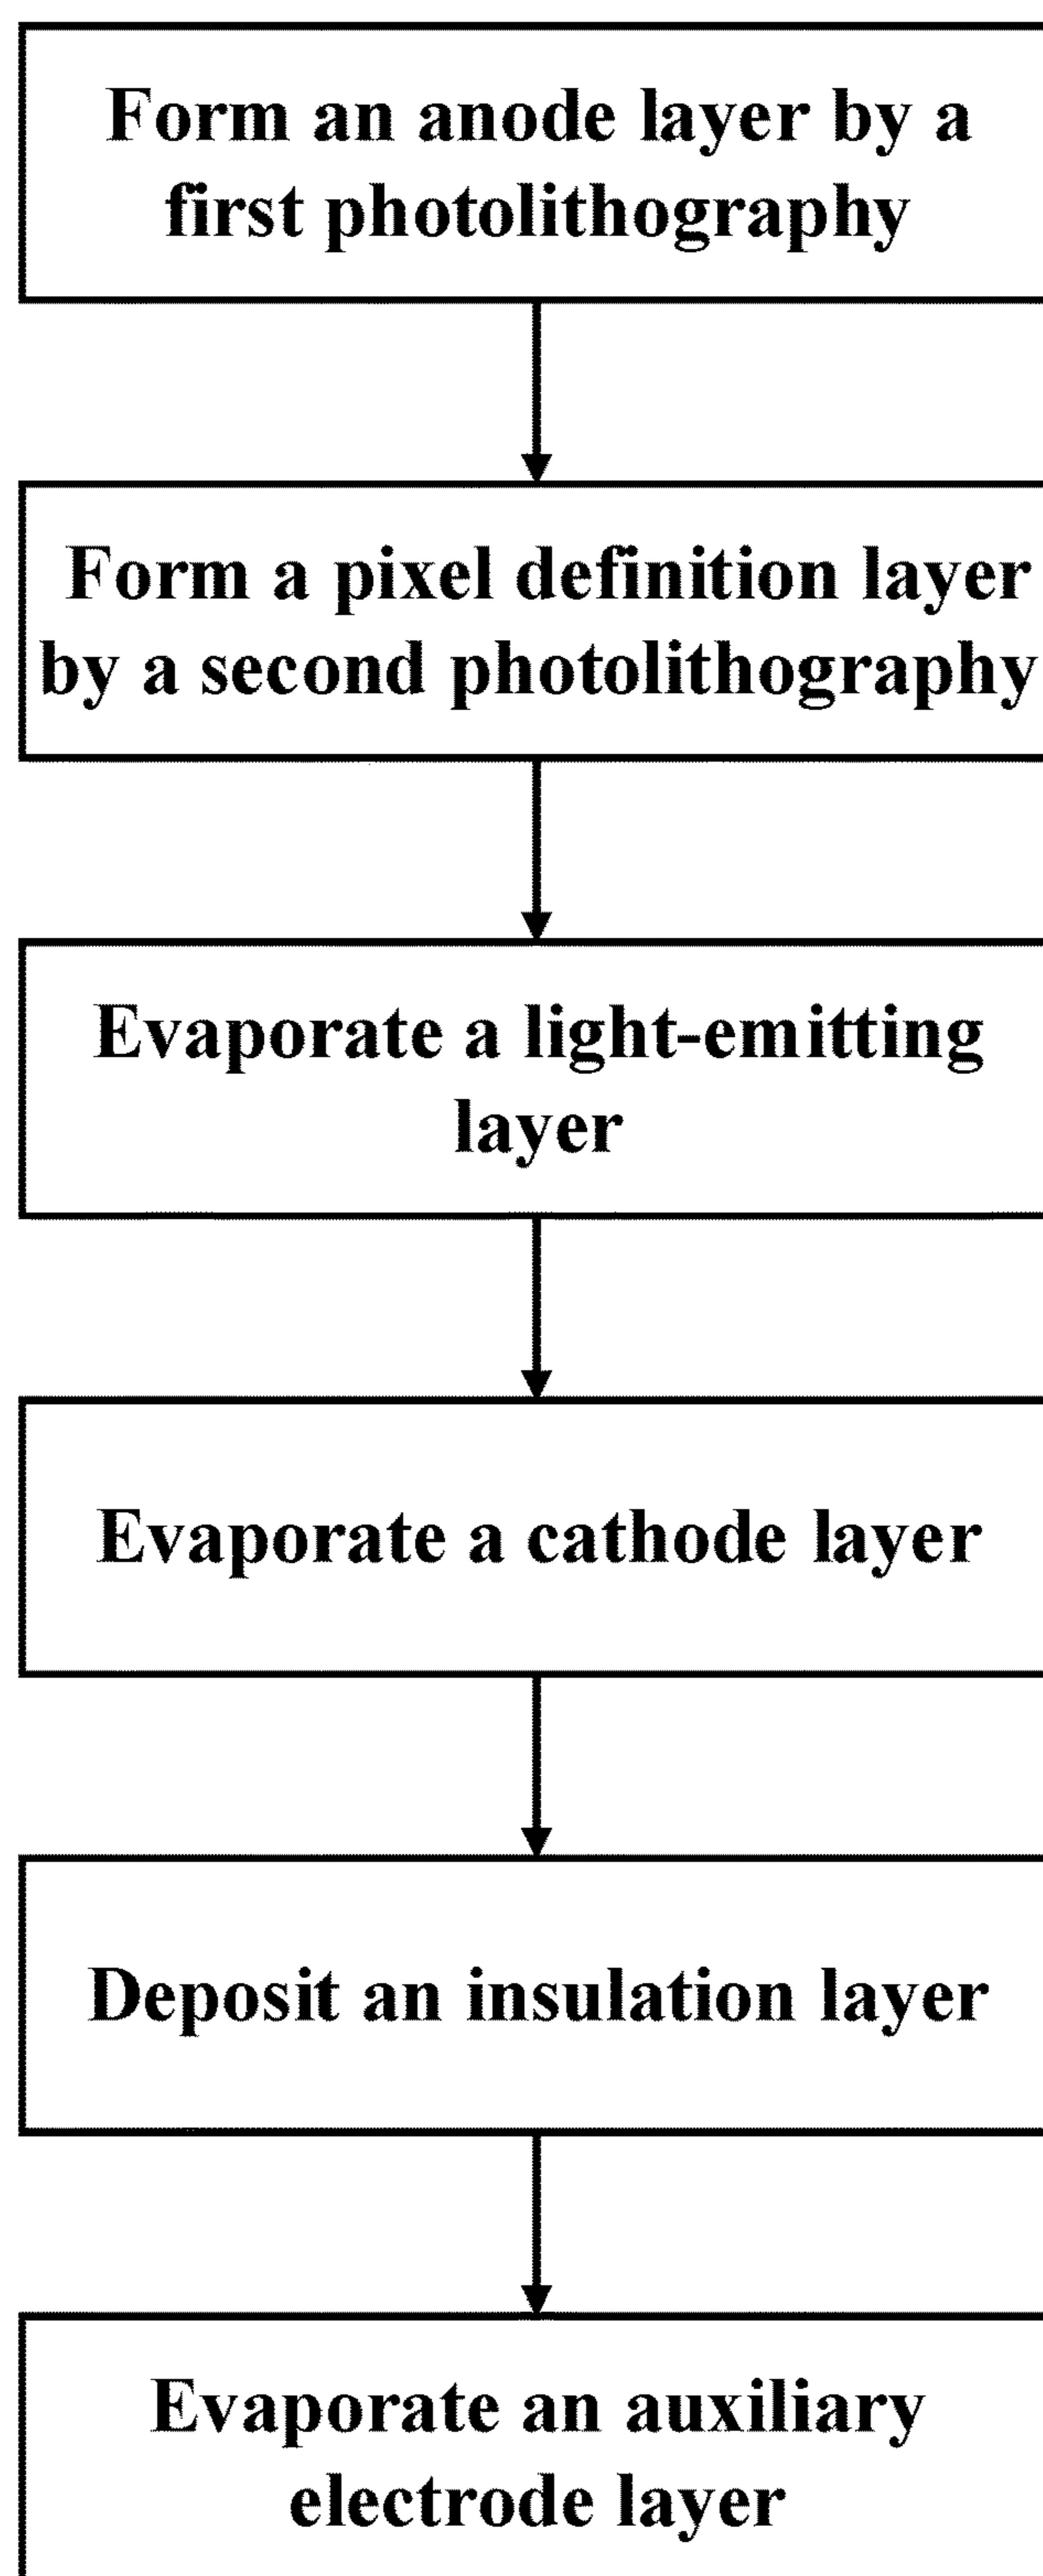 Form an anode layer by a
first photolithography
Form a pixel definition layer
by a second photolithography
Evaporate a light-emitting
layer
Evaporate a cathode layer
Deposit an insulation layer
Evaporate an auxiliary
electrode layer